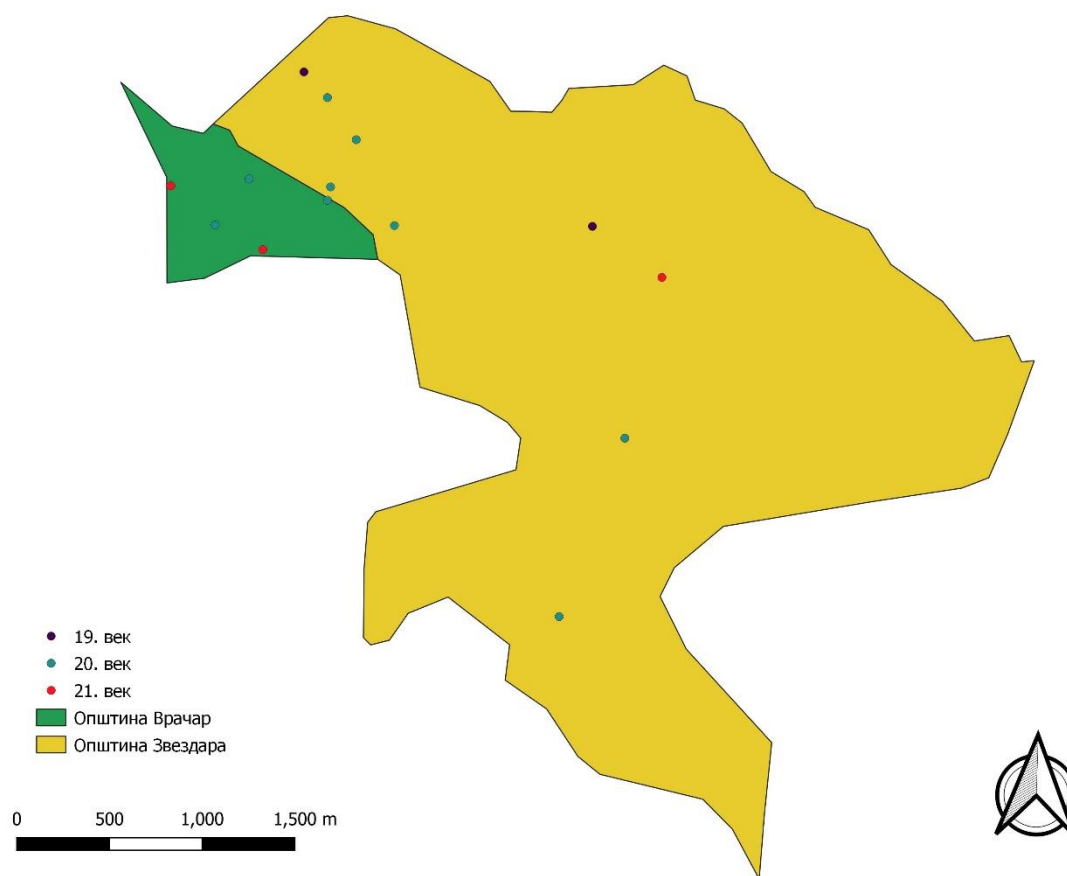 19. век
20. век
21. век
Општина Врачар
Општина Звездара
0 500 1,000 1,500 m